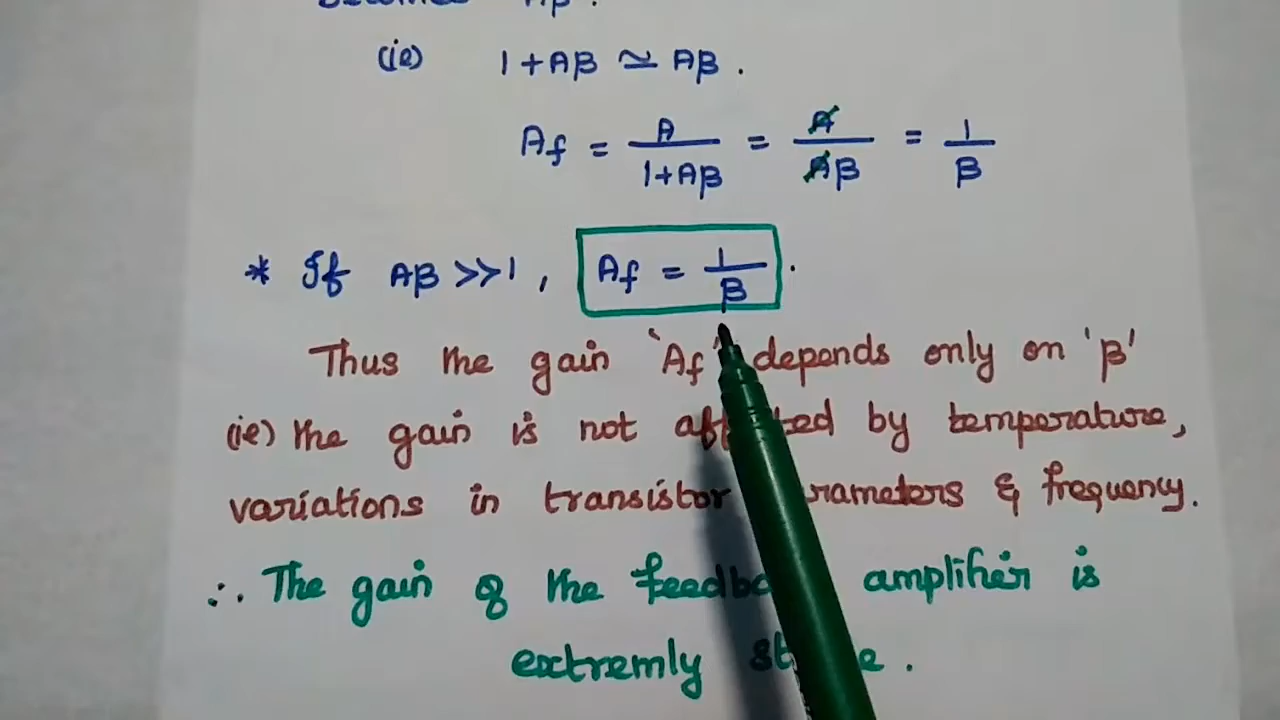 (ie) 1+Aβ ≃ Aβ.
Af = A/1+Aβ = A/Aβ = 1/β
* If Aβ >> 1, Af = 1/β.
Thus the gain 'Af' depends only on 'β'
(ie) the gain is not by temperature,
variations in transistor & frequency.
∴ The gain of the amplifier is
extremly